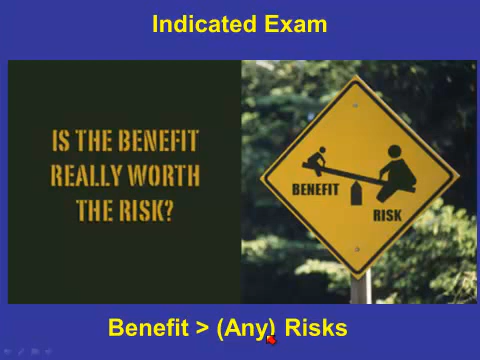 Indicated Exam
IS THE BENEFIT
REALLY WORTH
THE RISK?
BENEFIT
RISK
Benefit > (Any) Risks